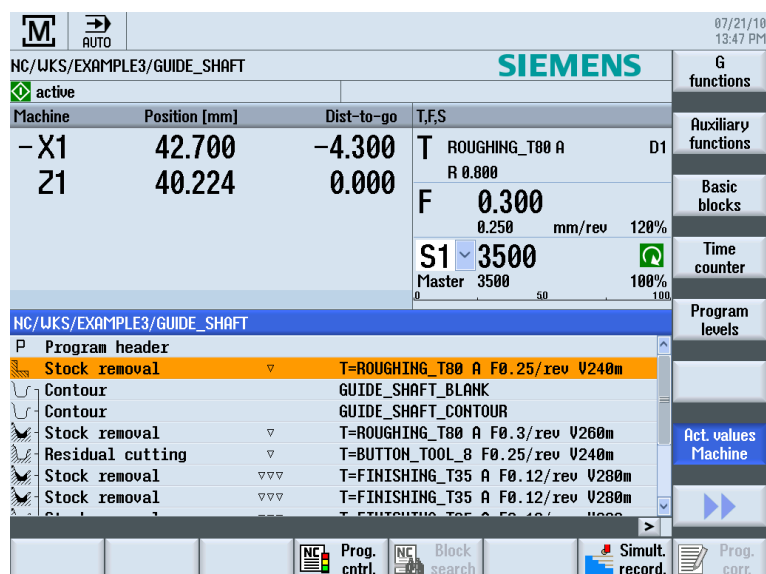 M
AUTO
07/21/10
13:47 PM
NC/WKS/EXAMPLE3/GUIDE_SHAFT
SIEMENS
active
Machine Position [mm] Dist-to-go T,F,S
-X1 42.700 -4.300
Z1 40.224 0.000
T ROUGHING_T80 A D1
R 0.800
F 0.300
0.250 mm/rev 120%
S1 3500
Master 3500 100%
0 50 100
G functions
Auxiliary functions
Basic blocks
Time counter
Program levels
Act. values Machine
NC/WKS/EXAMPLE3/GUIDE_SHAFT
P Program header
Stock removal ▿ T=ROUGHING_T80 A F0.25/rev V240m
Contour GUIDE_SHAFT_BLANK
Contour GUIDE_SHAFT_CONTOUR
Stock removal ▿ T=ROUGHING_T80 A F0.3/rev V260m
Residual cutting ▿ T=BUTTON_TOOL_8 F0.25/rev V240m
Stock removal ▿▿▿ T=FINISHING_T35 A F0.12/rev V280m
Stock removal ▿▿▿ T=FINISHING_T35 A F0.12/rev V280m
>
NC Prog. cntrl.
NC Block search
Simult. record.
Prog. corr.